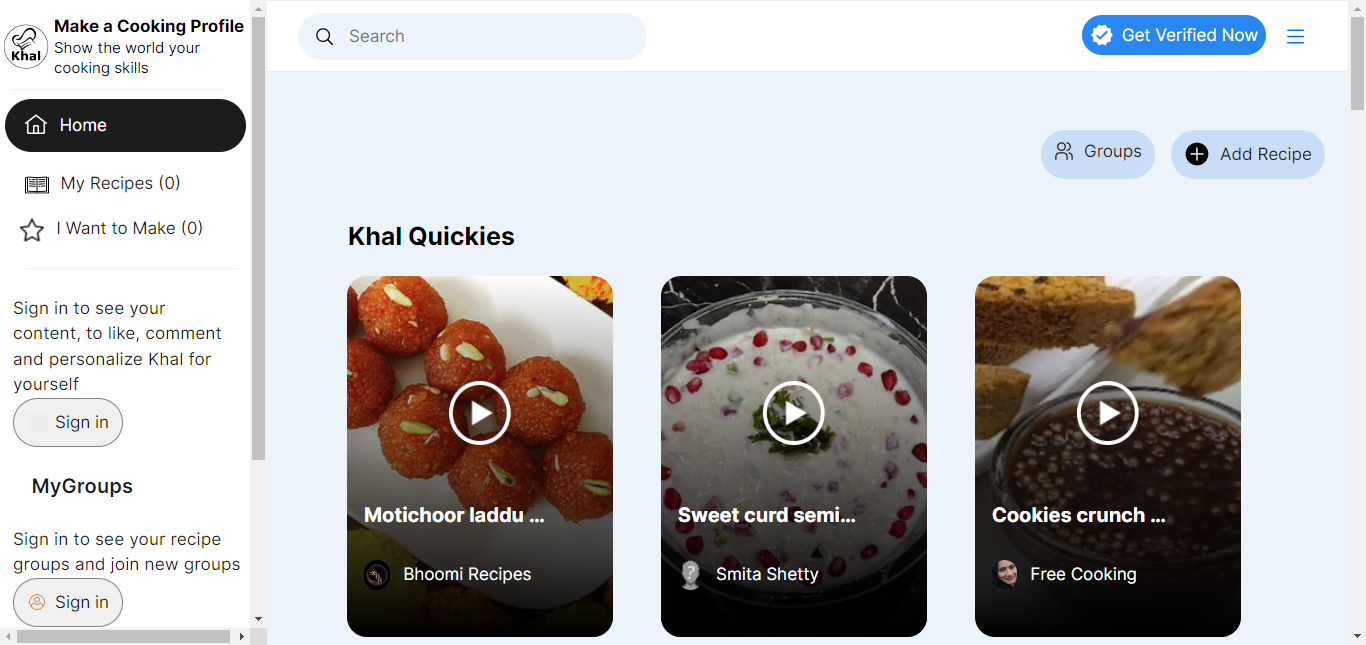 Khal
Make a Cooking Profile
Show the world your
cooking skills
Home
My Recipes (0)
I Want to Make (0)
Sign in to see your
content, to like, comment
and personalize Khal for
yourself
Sign in
MyGroups
Sign in to see your recipe
groups and join new groups
Sign in
Search
Get Verified Now
Groups
Add Recipe
Khal Quickies
Motichoor laddu ...
Bhoomi Recipes
Sweet curd semi...
Smita Shetty
Cookies crunch ...
Free Cooking